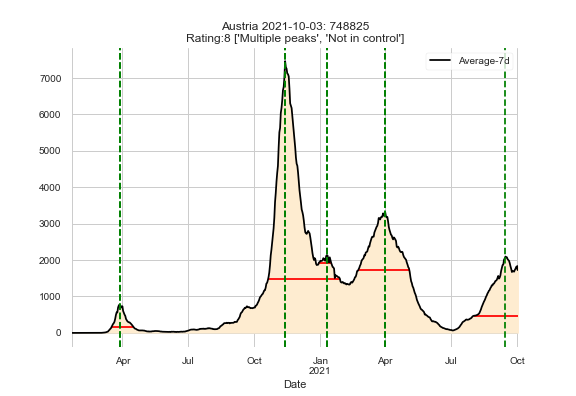 Austria 2021-10-03: 748825
Rating:8 ['Multiple peaks', 'Not in control']
Average-7d
7000
6000
5000
4000
3000
2000
1000
0
Apr Jul Oct Jan Apr Jul Oct
2021
Date